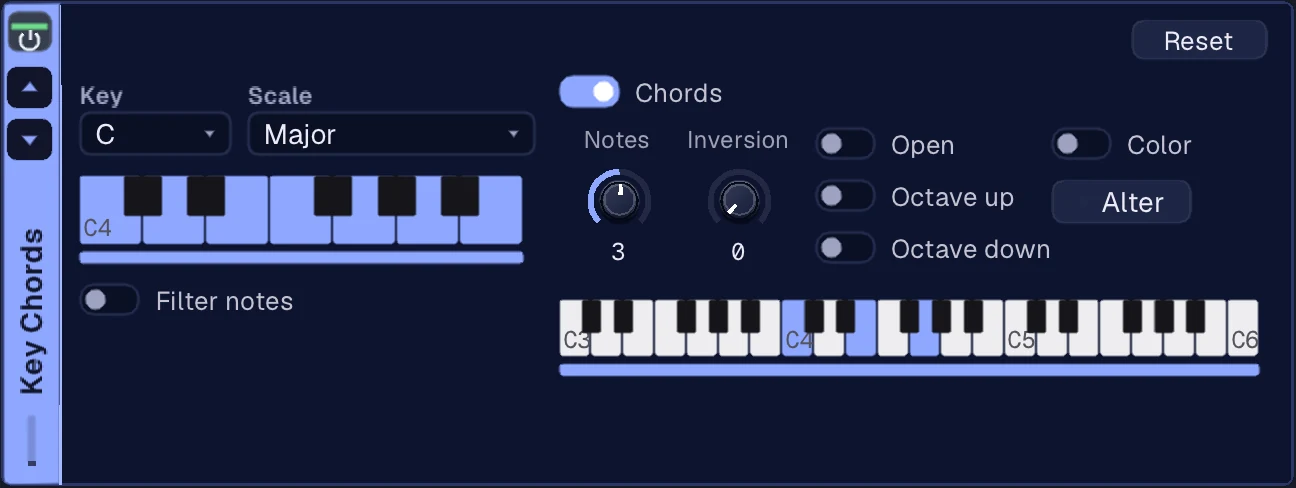 Reset
Key Chords
Key
Scale
C
Major
C4
Filter notes
Chords
Notes
Inversion
3
0
Open
Octave up
Octave down
Color
Alter
C3
C4
C5
C6